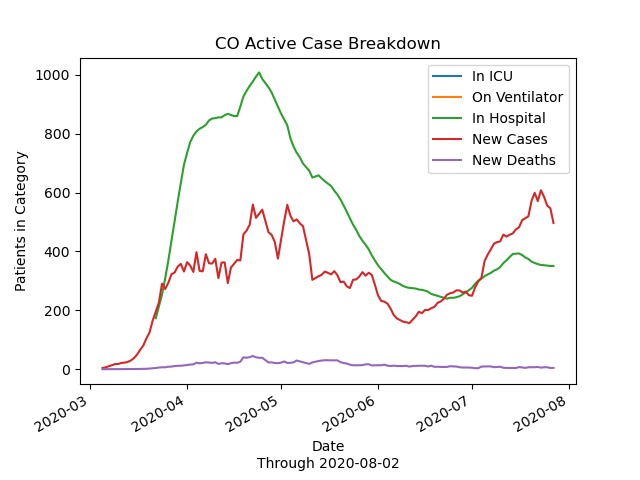 CO Active Case Breakdown
In ICU
On Ventilator
In Hospital
New Cases
New Deaths
Patients in Category
1000
800
600
400
200
0
2020-03
2020-04
2020-05
2020-06
2020-07
2020-08
Date
Through 2020-08-02